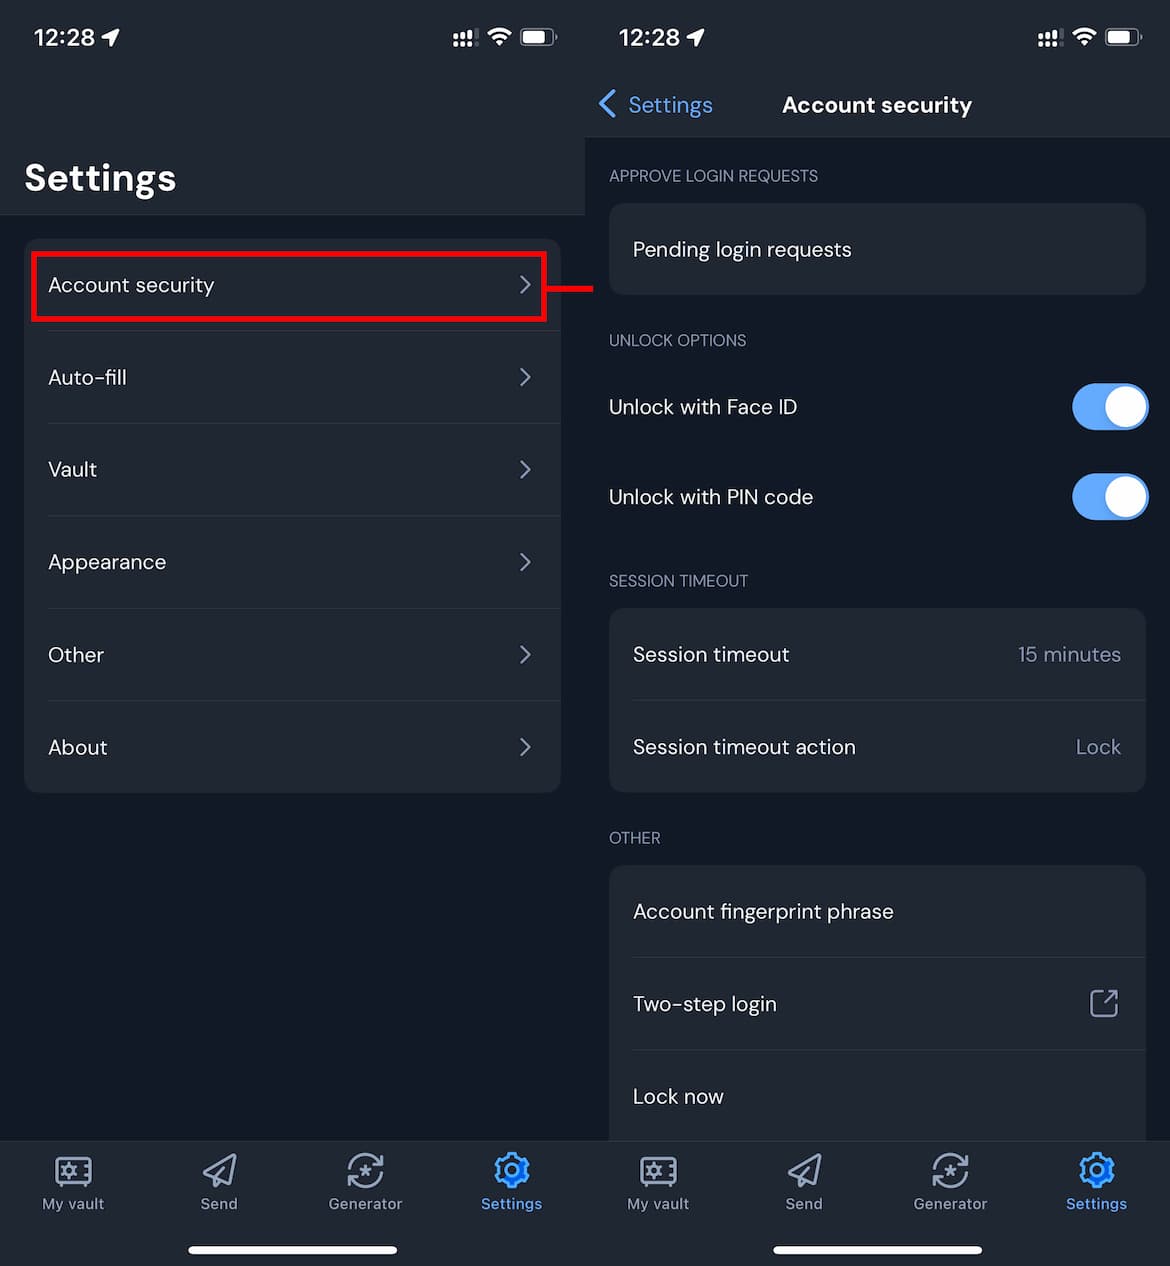 12:28
Settings
Account security
Auto-fill
Vault
Appearance
Other
About
My vault
Send
Generator
Settings
12:28
Settings
Account security
APPROVE LOGIN REQUESTS
Pending login requests
UNLOCK OPTIONS
Unlock with Face ID
Unlock with PIN code
SESSION TIMEOUT
Session timeout 15 minutes
Session timeout action Lock
OTHER
Account fingerprint phrase
Two-step login
Lock now
My vault
Send
Generator
Settings